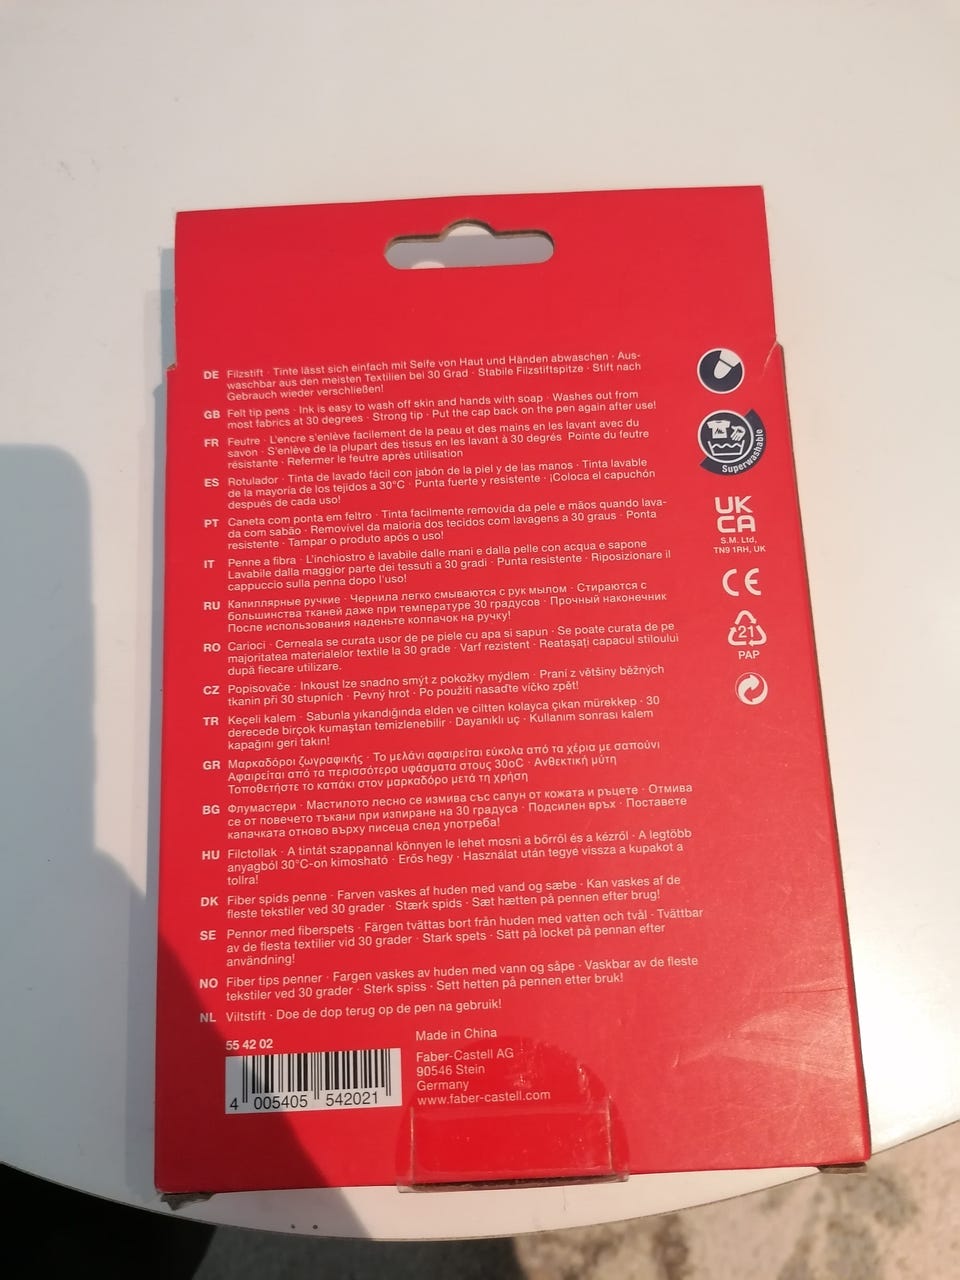 DE Filzstift · Tinte lässt sich einfach mit Seife von Haut und Händen abwaschen · Aus-
waschbar aus den meisten Textilien bei 30 Grad · Stabile Filzstiftspitze · Stift nach
Gebrauch wieder verschließen!
GB Felt tip pens · Ink is easy to wash off skin and hands with soap · Washes out from
most fabrics at 30 degrees · Strong tip · Put the cap back on the pen again after use!
FR Feutre · L'encre s'enlève facilement de la peau et des mains en les lavant avec du
savon · S'enlève de la plupart des tissus en les lavant à 30 degrés Pointe du feutre
résistante · Refermer le feutre après utilisation
ES Rotulador · Tinta de lavado fácil con jabón de la piel y de las manos · Tinta lavable
de la mayoría de los tejidos a 30°C · Punta fuerte y resistente · ¡Coloca el capuchón
después de cada uso!
PT Caneta com ponta em feltro · Tinta facilmente removida da pele e mãos quando lava-
da com sabão · Removível da maioria dos tecidos com lavagens a 30 graus · Ponta
resistente · Tampar o produto após o uso!
IT Penne a fibra · L'inchiostro è lavabile dalle mani e dalla pelle con acqua e sapone
Lavabile dalla maggior parte dei tessuti a 30 gradi · Punta resistente · Riposizionare il
cappuccio sulla penna dopo l'uso!
RU Капиллярные ручкие · Чернила легко смываются с рук мылом · Стираются с
большинства тканей даже при температуре 30 градусов · Прочный наконечник
После использования наденьте колпачок на ручку!
RO Carioci · Cerneala se curata usor de pe piele cu apa si sapun · Se poate curata de pe
majoritatea materialelor textile la 30 grade · Varf rezistent · Reatașați capacul stiloului
după fiecare utilizare.
CZ Popisovače · Inkoust lze snadno smýt z pokožky mýdlem · Praní z většiny běžných
tkanin při 30 stupních · Pevný hrot · Po použití nasaďte víčko zpět!
TR Keçeli kalem · Sabunla yıkandığında elden ve ciltten kolayca çıkan mürekkep · 30
derecede birçok kumaştan temizlenebilir · Dayanıklı uç · Kullanım sonrası kalem
kapağını geri takın!
GR Μαρκαδόροι ζωγραφικής · Το μελάνι αφαιρείται εύκολα από τα χέρια με σαπούνι
Αφαιρείται από τα περισσότερα υφάσματα στους 30οC · Ανθεκτική μύτη
Τοποθετήστε το καπάκι στον μαρκαδόρο μετά τη χρήση
BG Флумастери · Мастилото лесно се измива със сапун от кожата и ръцете · Отмива
се от повечето тъкани при изпиране на 30 градуса · Подсилен връх · Поставете
капачката отново върху писеца след употреба!
HU Filctollak · A tintát szappannal könnyen le lehet mosni a bőrről és a kézről · A legtöbb
anyagból 30°C-on kimosható · Erős hegy · Használat után tegye vissza a kupakot a
tollra!
DK Fiber spids penne · Farven vaskes af huden med vand og sæbe · Kan vaskes af de
fleste tekstiler ved 30 grader · Stærk spids · Sæt hætten på pennen efter brug!
SE Pennor med fiberspets · Färgen tvättas bort från huden med vatten och tvål · Tvättbar
av de flesta textilier vid 30 grader · Stark spets · Sätt på locket på pennan efter
användning!
NO Fiber tips penner · Fargen vaskes av huden med vann og såpe · Vaskbar av de fleste
tekstiler ved 30 grader · Sterk spiss · Sett hetten på pennen etter bruk!
NL Viltstift · Doe de dop terug op de pen na gebruik!
55 42 02
4 005405 542021
Made in China
Faber-Castell AG
90546 Stein
Germany
www.faber-castell.com
Superwashable
UK
CA
S.M. Ltd,
TN9 1RH, UK
CE
21
PAP